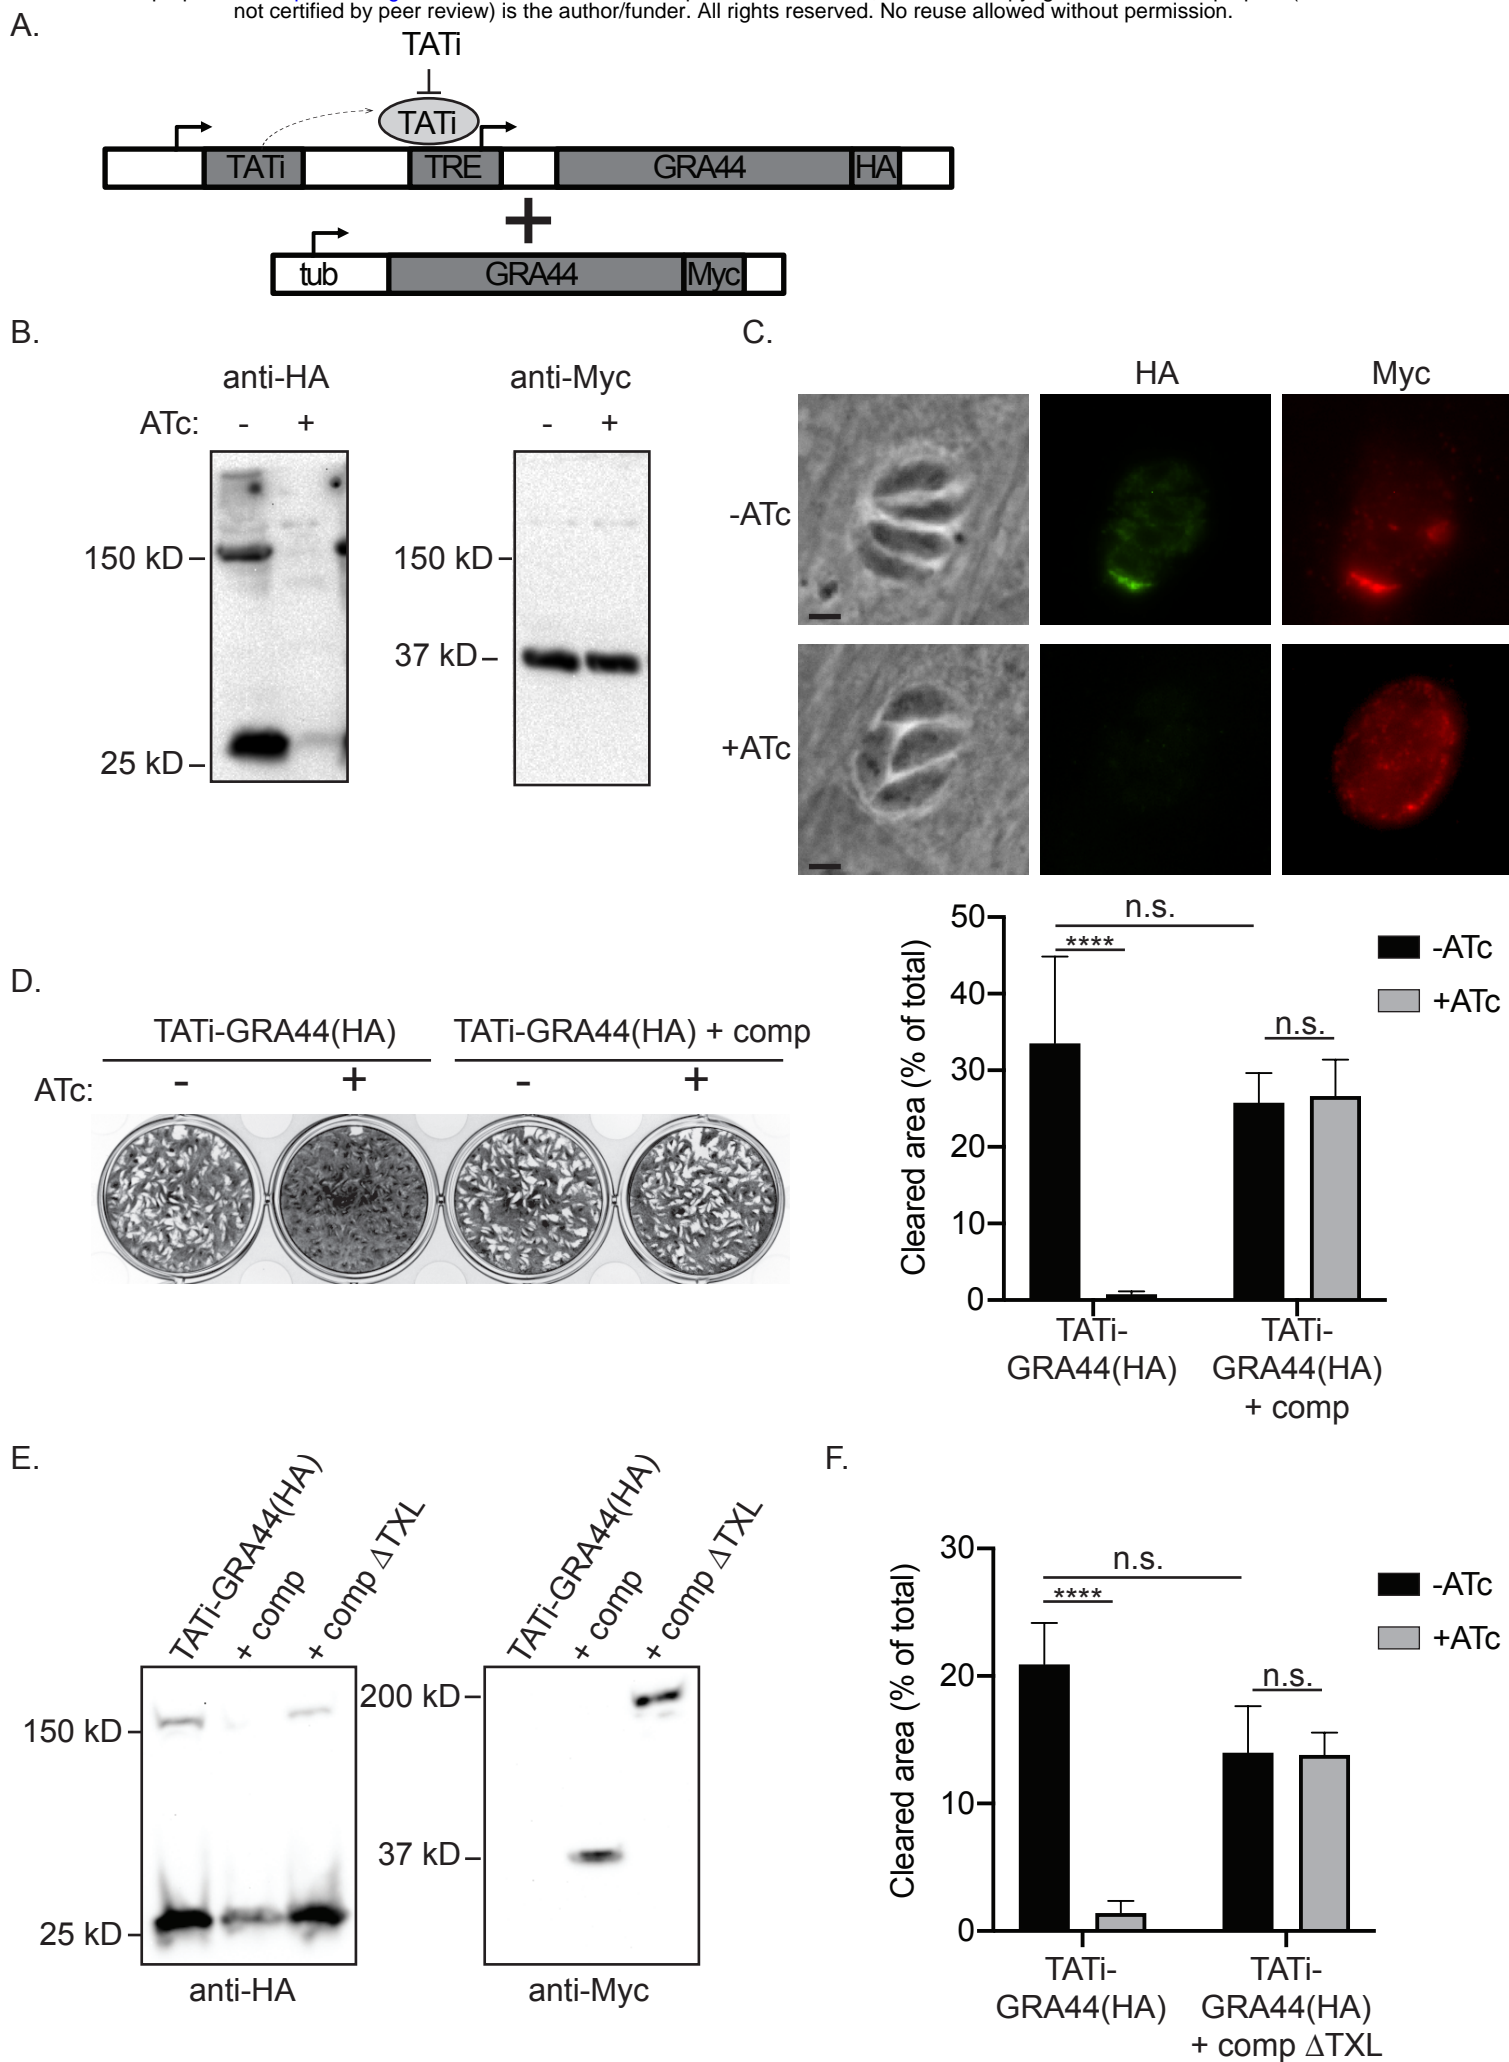 not certified by peer review) is the author/funder. All rights reserved. No reuse allowed without permission.
A.
TATi
TATi
TATi TRE GRA44 HA
+
tub GRA44 Myc
B.
anti-HA anti-Myc
ATc: - + - +
150 kD 150 kD
37 kD
25 kD
C.
HA Myc
-ATc
+ATc
D.
TATi-GRA44(HA) TATi-GRA44(HA) + comp
ATc: - + - +
Cleared area (% of total)
50
40
30
20
10
0
n.s.
****
n.s.
-ATc
+ATc
TATi- TATi-
GRA44(HA) GRA44(HA)
+ comp
E.
TATi-GRA44(HA)
+ comp
+ comp ΔTXL
TATi-GRA44(HA)
+ comp
+ comp ΔTXL
200 kD
150 kD
37 kD
25 kD
anti-HA anti-Myc
F.
Cleared area (% of total)
30
20
10
0
n.s.
****
n.s.
-ATc
+ATc
TATi- TATi-
GRA44(HA) GRA44(HA)
+ comp ΔTXL